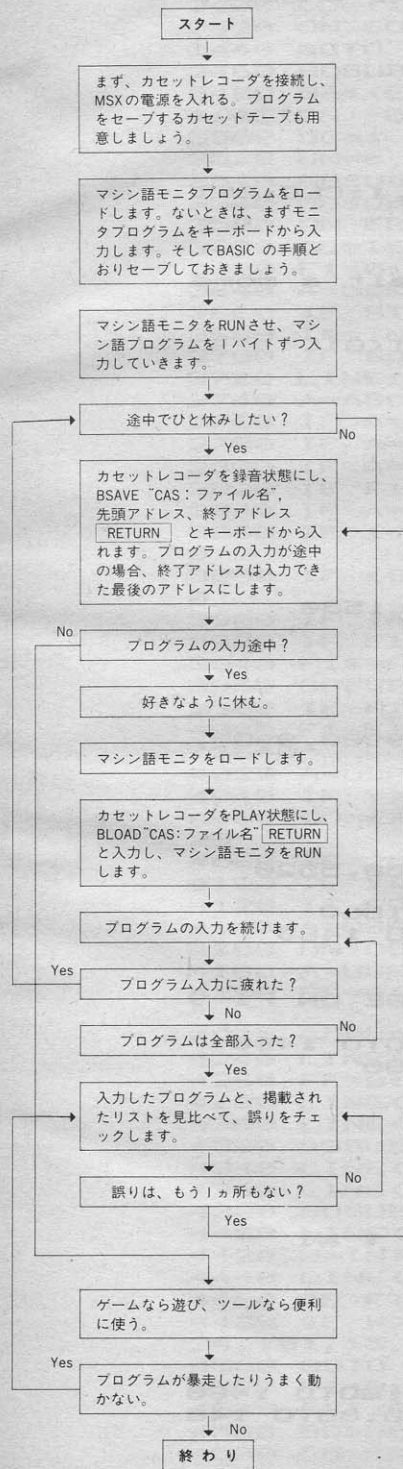 スタート
まず、カセットレコーダを接続し、
MSXの電源を入れる。プログラム
をセーブするカセットテープも用
意しましょう。
マシン語モニタプログラムをロー
ドします。ないときは、まずモニ
タプログラムをキーボードから入
力します。そしてBASICの手順ど
おりセーブしておきましょう。
マシン語モニタをRUNさせ、マシ
ン語プログラムを1バイトずつ入
力していきます。
途中でひと休みしたい?
No
Yes
カセットレコーダを録音状態にし、
BSAVE "CAS:ファイル名",
先頭アドレス、終了アドレス
RETURN とキーボードから入
れます。プログラムの入力が途中
の場合、終了アドレスは入力でき
た最後のアドレスにします。
No
プログラムの入力途中?
Yes
好きなように休む。
マシン語モニタをロードします。
カセットレコーダをPLAY状態にし、
BLOAD"CAS:ファイル名" RETURN
と入力し、マシン語モニタをRUN
します。
プログラムの入力を続けます。
Yes
プログラム入力に疲れた?
No
プログラムは全部入った?
No
Yes
入力したプログラムと、掲載され
たリストを見比べて、誤りをチェ
ックします。
誤りは、もう1ヵ所もない?
No
Yes
ゲームなら遊び、ツールなら便利
に使う。
Yes
プログラムが暴走したりうまく動
かない。
No
終わり